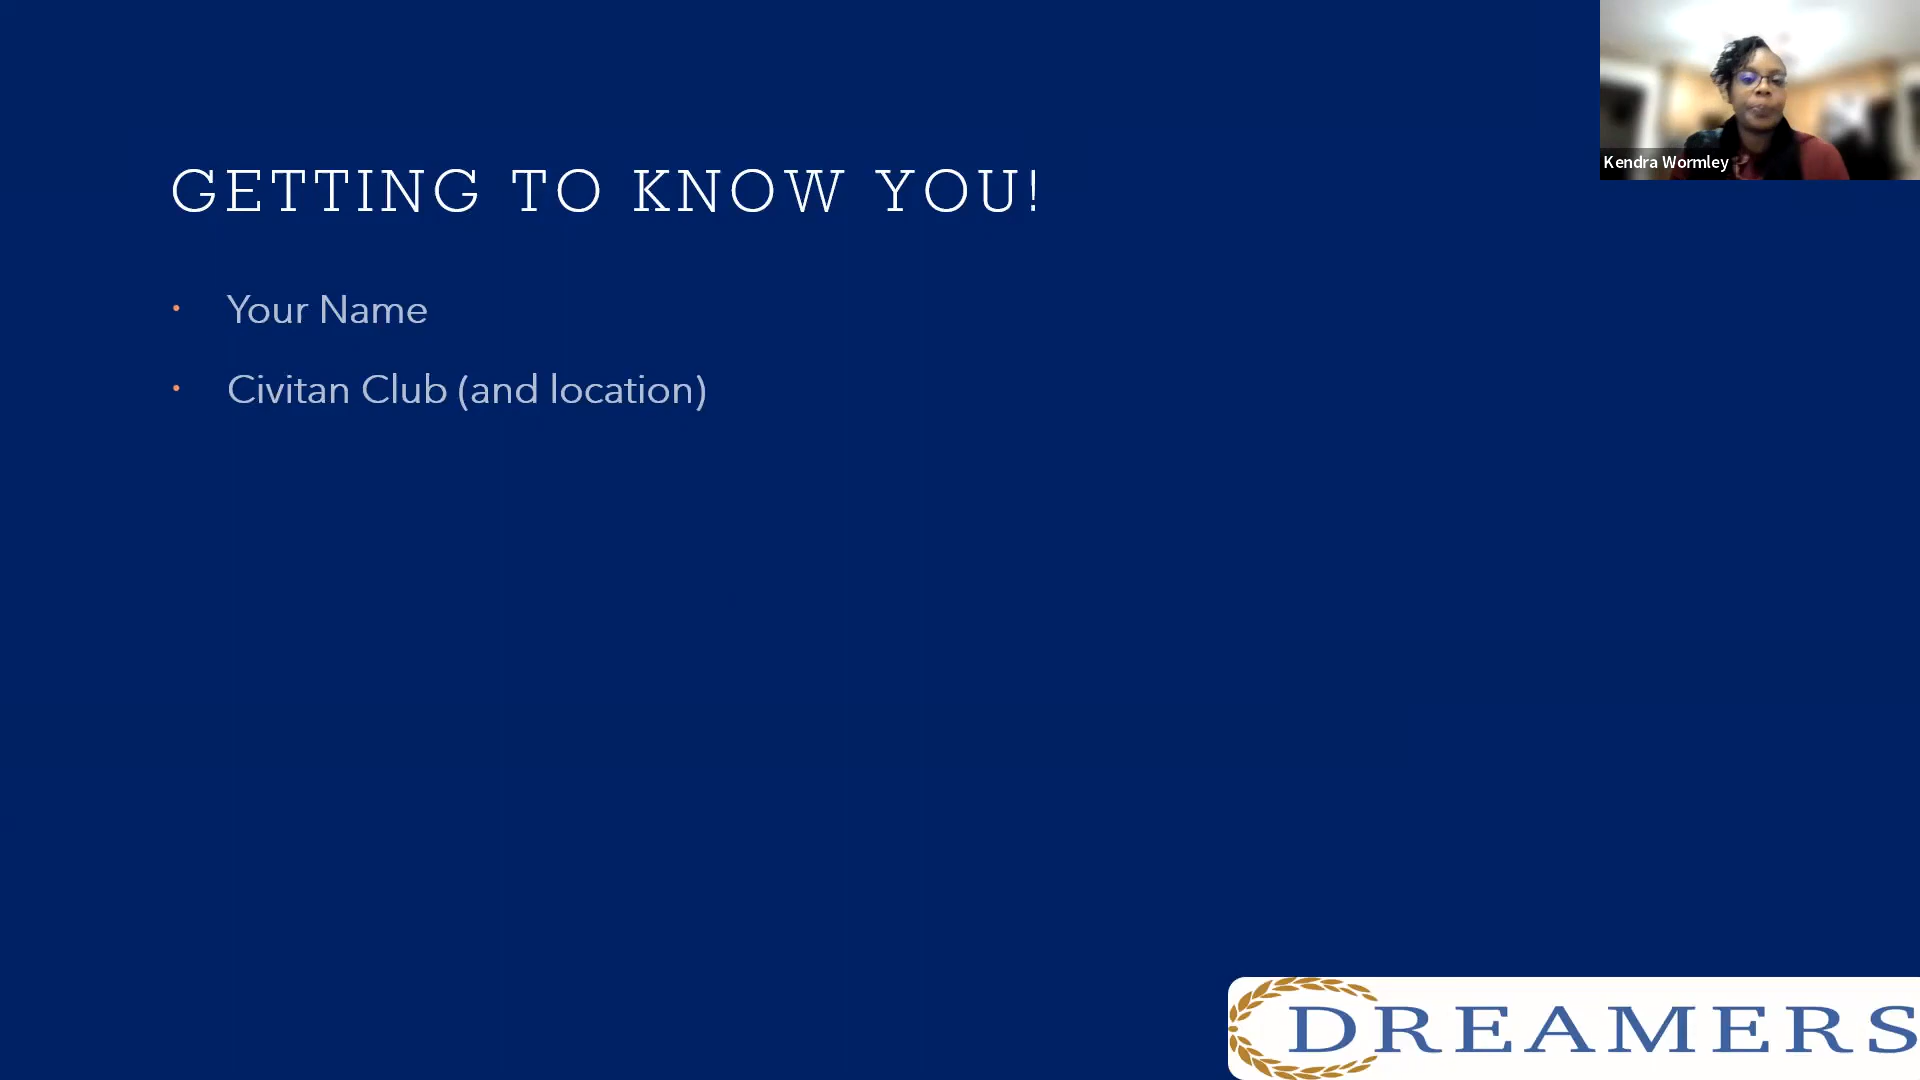 GETTING TO KNOW YOU!
• Your Name
• Civitan Club (and location)
Kendra Wormley
DREAMERS